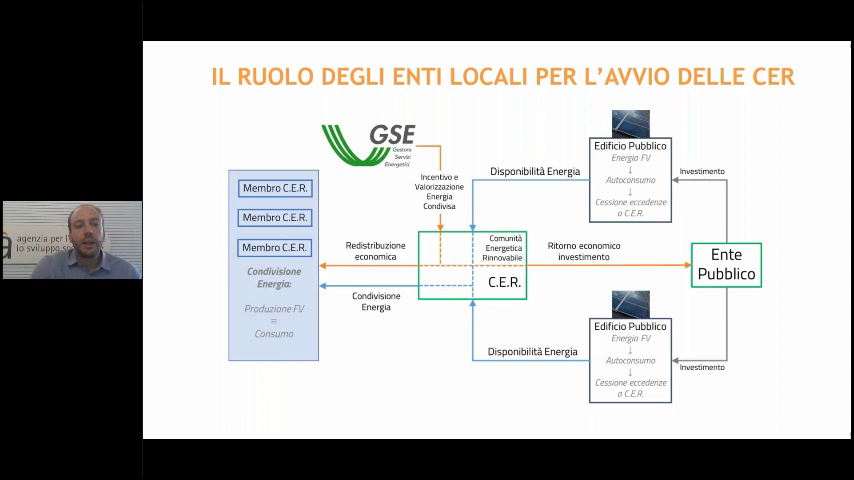 IL RUOLO DEGLI ENTI LOCALI PER L'AVVIO DELLE CER
GSE
Gestore
Servizi
Energetici
Incentivo e
Valorizzazione
Energia
Condivisa
Membro C.E.R.
Membro C.E.R.
Membro C.E.R.
Condivisione
Energia:
Produzione FV
=
Consumo
Redistribuzione
economica
Condivisione
Energia
Comunità
Energetica
Rinnovabile
C.E.R.
Disponibilità Energia
Edificio Pubblico
Energia FV
↓
Autoconsumo
↓
Cessione eccedenze
a C.E.R.
Investimento
Ritorno economico
investimento
Ente
Pubblico
Disponibilità Energia
Edificio Pubblico
Energia FV
↓
Autoconsumo
↓
Cessione eccedenze
a C.E.R.
Investimento
agenzia per l'
lo sviluppo